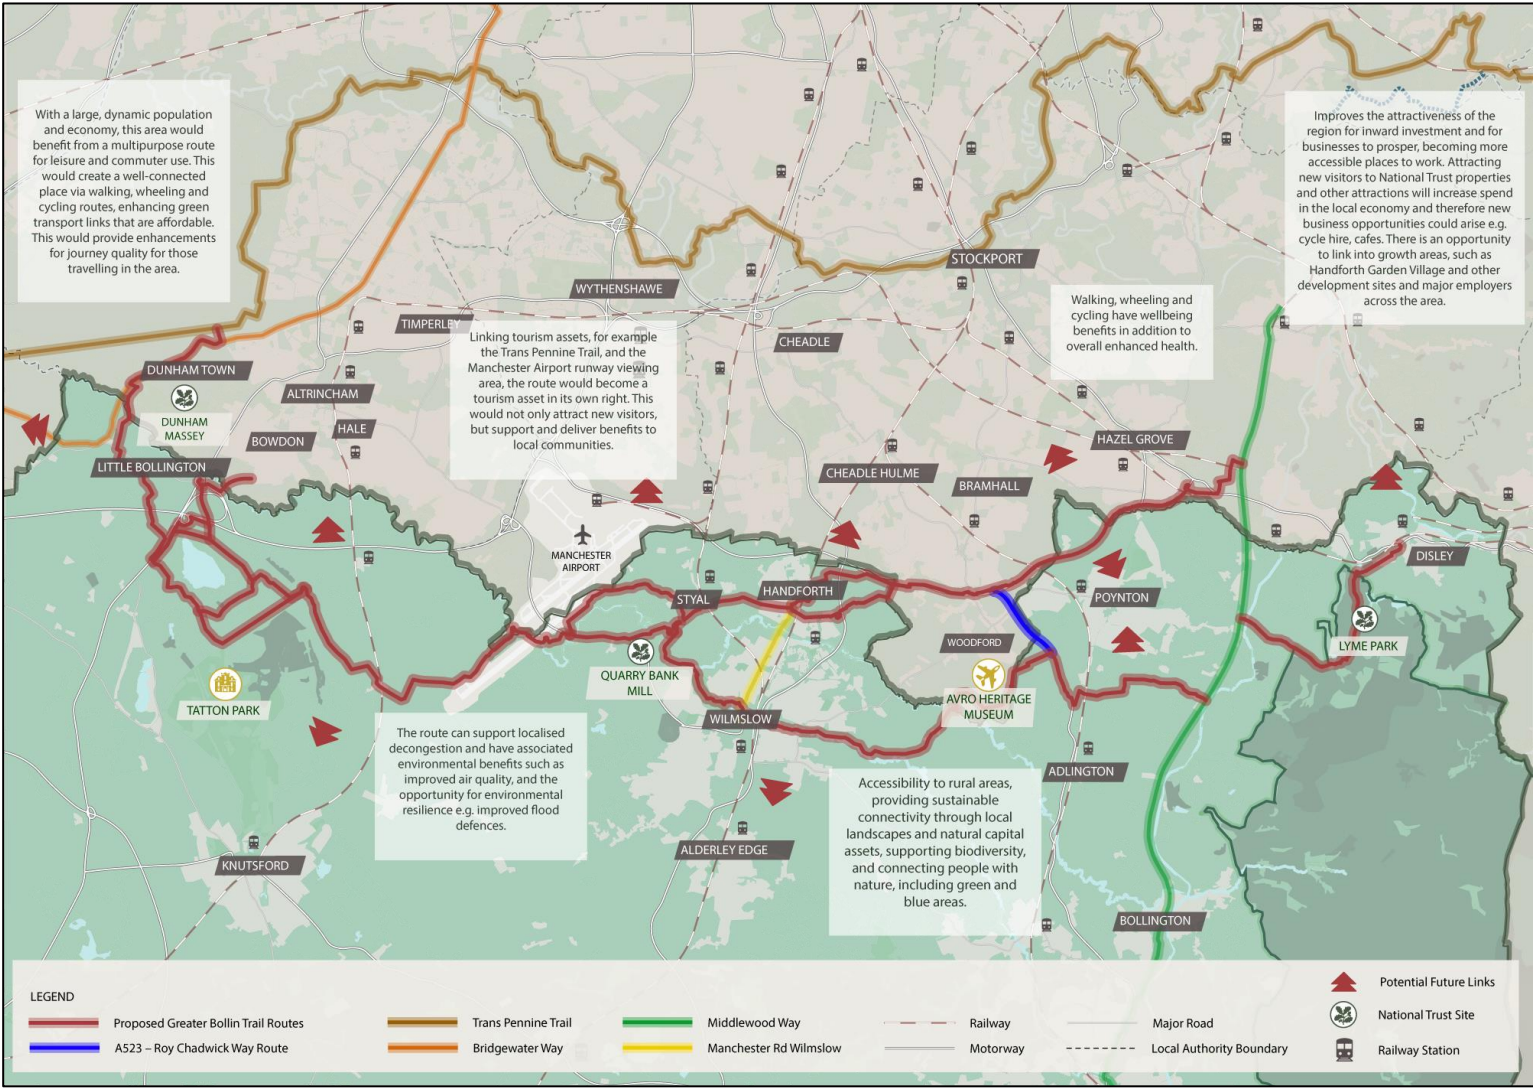 With a large, dynamic population
and economy, this area would
benefit from a multipurpose route
for leisure and commuter use. This
would create a well-connected
place via walking, wheeling and
cycling routes, enhancing green
transport links that are affordable.
This would provide enhancements
for journey quality for those
travelling in the area.
Improves the attractiveness of the
region for inward investment and for
businesses to prosper, becoming more
accessible places to work. Attracting
new visitors to National Trust properties
and other attractions will increase spend
in the local economy and therefore new
business opportunities could arise e.g.
cycle hire, cafes. There is an opportunity
to link into growth areas, such as
Handforth Garden Village and other
development sites and major employers
across the area.
STOCKPORT
WYTHENSHAWE
Walking, wheeling and
cycling have wellbeing
benefits in addition to
overall enhanced health.
TIMPERLEY
Linking tourism assets, for example
the Trans Pennine Trail, and the
Manchester Airport runway viewing
area, the route would become a
tourism asset in its own right. This
would not only attract new visitors,
but support and deliver benefits to
local communities.
CHEADLE
DUNHAM TOWN
ALTRINCHAM
DUNHAM
MASSEY
HALE
BOWDON
HAZEL GROVE
LITTLE BOLLINGTON
CHEADLE HULME
BRAMHALL
MANCHESTER
AIRPORT
DISLEY
HANDFORTH
STYAL
POYNTON
WOODFORD
LYME PARK
QUARRY BANK
MILL
AVRO HERITAGE
MUSEUM
TATTON PARK
WILMSLOW
The route can support localised
decongestion and have associated
environmental benefits such as
improved air quality, and the
opportunity for environmental
resilience e.g. improved flood
defences.
ADLINGTON
Accessibility to rural areas,
providing sustainable
connectivity through local
landscapes and natural capital
assets, supporting biodiversity,
and connecting people with
nature, including green and
blue areas.
ALDERLEY EDGE
KNUTSFORD
BOLLINGTON
LEGEND
Proposed Greater Bollin Trail Routes
A523 – Roy Chadwick Way Route
Trans Pennine Trail
Bridgewater Way
Middlewood Way
Manchester Rd Wilmslow
Railway
Motorway
Major Road
Local Authority Boundary
Potential Future Links
National Trust Site
Railway Station